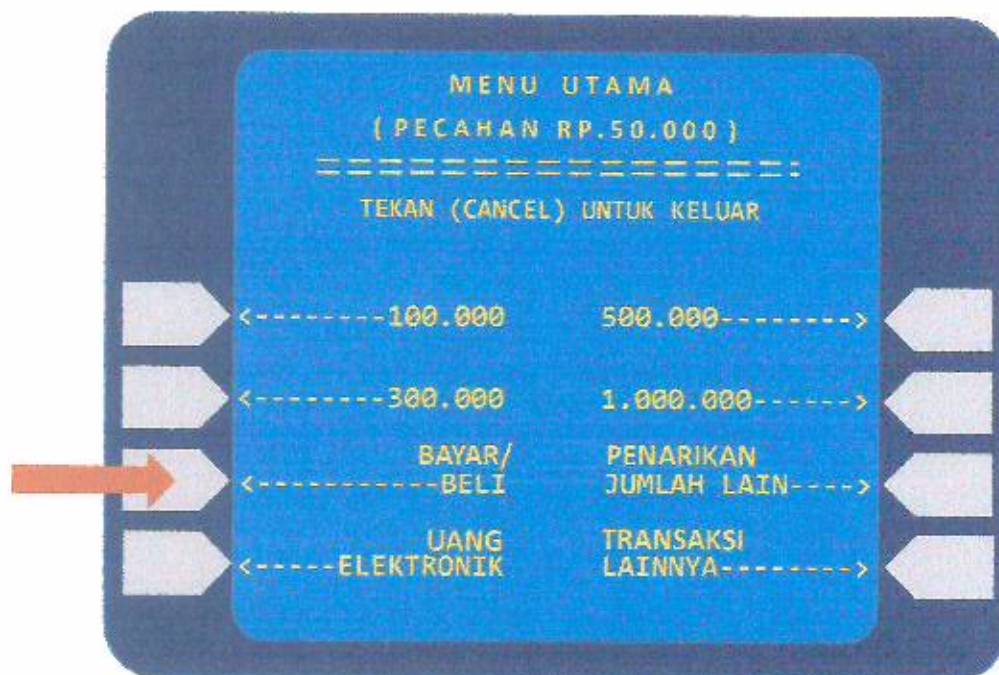 MENU UTAMA
( PECAHAN RP.50.000 )
================:
TEKAN (CANCEL) UNTUK KELUAR
<--------100.000 500.000-------->
<--------300.000 1.000.000------>
BAYAR/ PENARIKAN
<-----------BELI JUMLAH LAIN---->
UANG TRANSAKSI
<-----ELEKTRONIK LAINNYA-------->